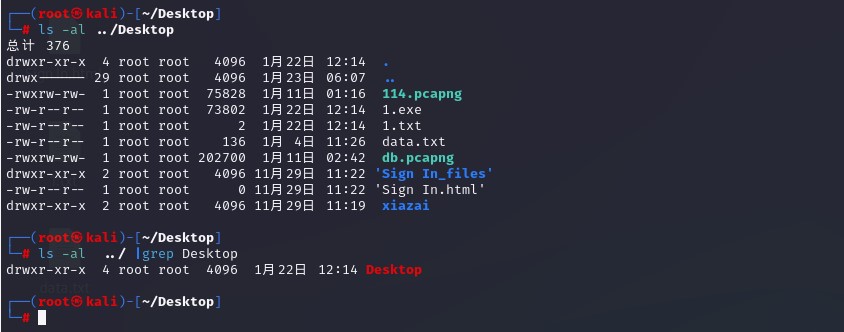 ┌──(root㉿kali)-[~/Desktop]
└─# ls -al ../Desktop
总计 376
drwxr-xr-x  4 root root   4096  1月22日 12:14  .
drwx------ 29 root root   4096  1月23日 06:07  ..
-rwxrw-rw-  1 root root  75828  1月11日 01:16  114.pcapng
-rw-r--r--  1 root root  73802  1月22日 12:14  1.exe
-rw-r--r--  1 root root      2  1月22日 12:14  1.txt
-rw-r--r--  1 root root    136  1月 4日 11:26  data.txt
-rwxrw-rw-  1 root root 202700  1月11日 02:42  db.pcapng
drwxr-xr-x  2 root root   4096 11月29日 11:22 'Sign In_files'
-rw-r--r--  1 root root      0 11月29日 11:22 'Sign In.html'
drwxr-xr-x  2 root root   4096 11月29日 11:19  xiazai
┌──(root㉿kali)-[~/Desktop]
└─# ls -al  ../ |grep Desktop
drwxr-xr-x  4 root root  4096  1月22日 12:14 Desktop
data.txt
┌──(root㉿kali)-[~/Desktop]
└─#